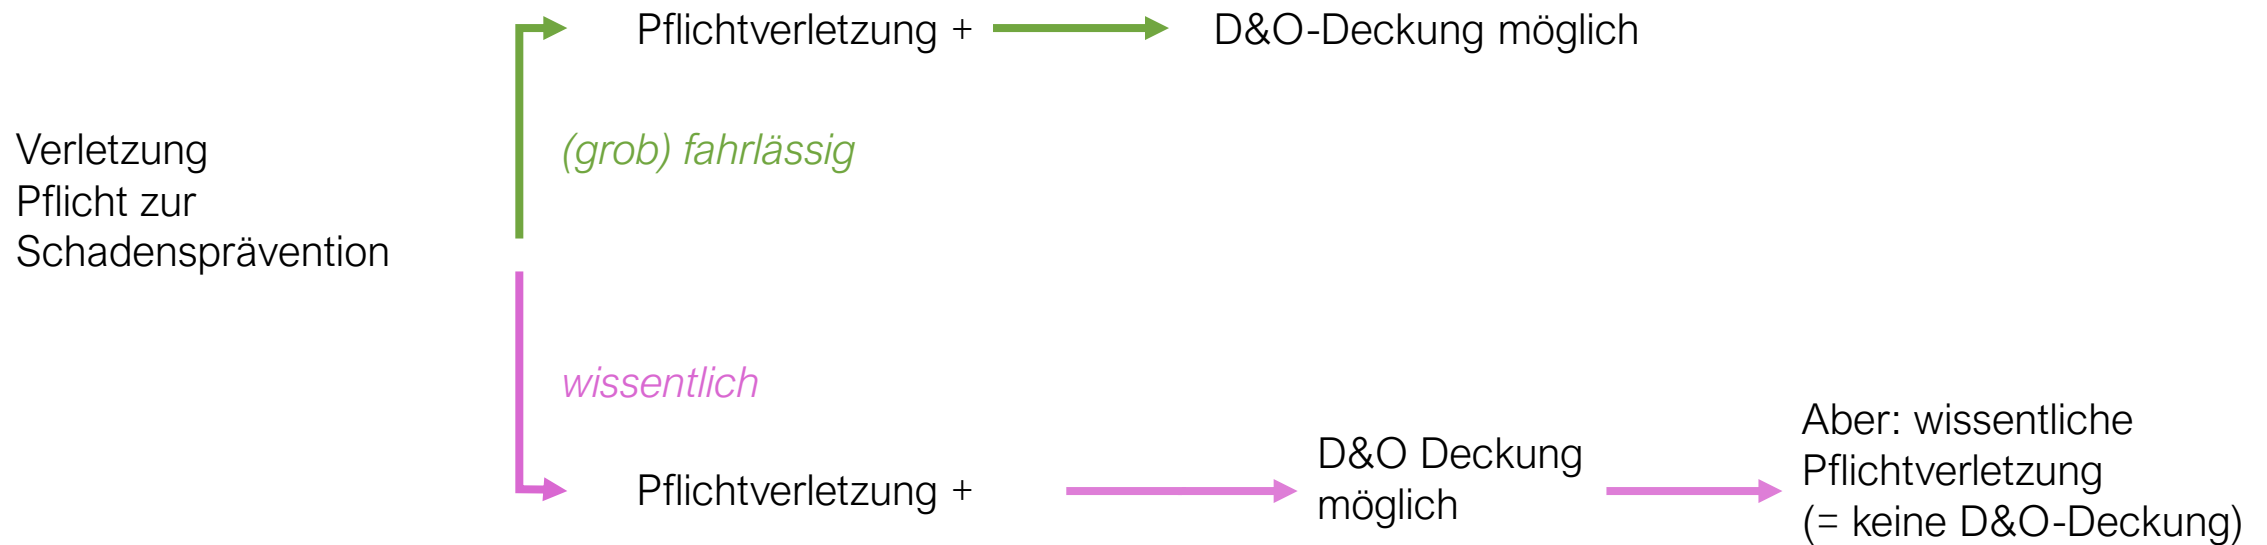 Pflichtverletzung +
D&O-Deckung möglich
Verletzung
Pflicht zur
Schadensprävention
(grob) fahrlässig
wissentlich
Pflichtverletzung +
D&O Deckung
möglich
Aber: wissentliche
Pflichtverletzung
(= keine D&O-Deckung)